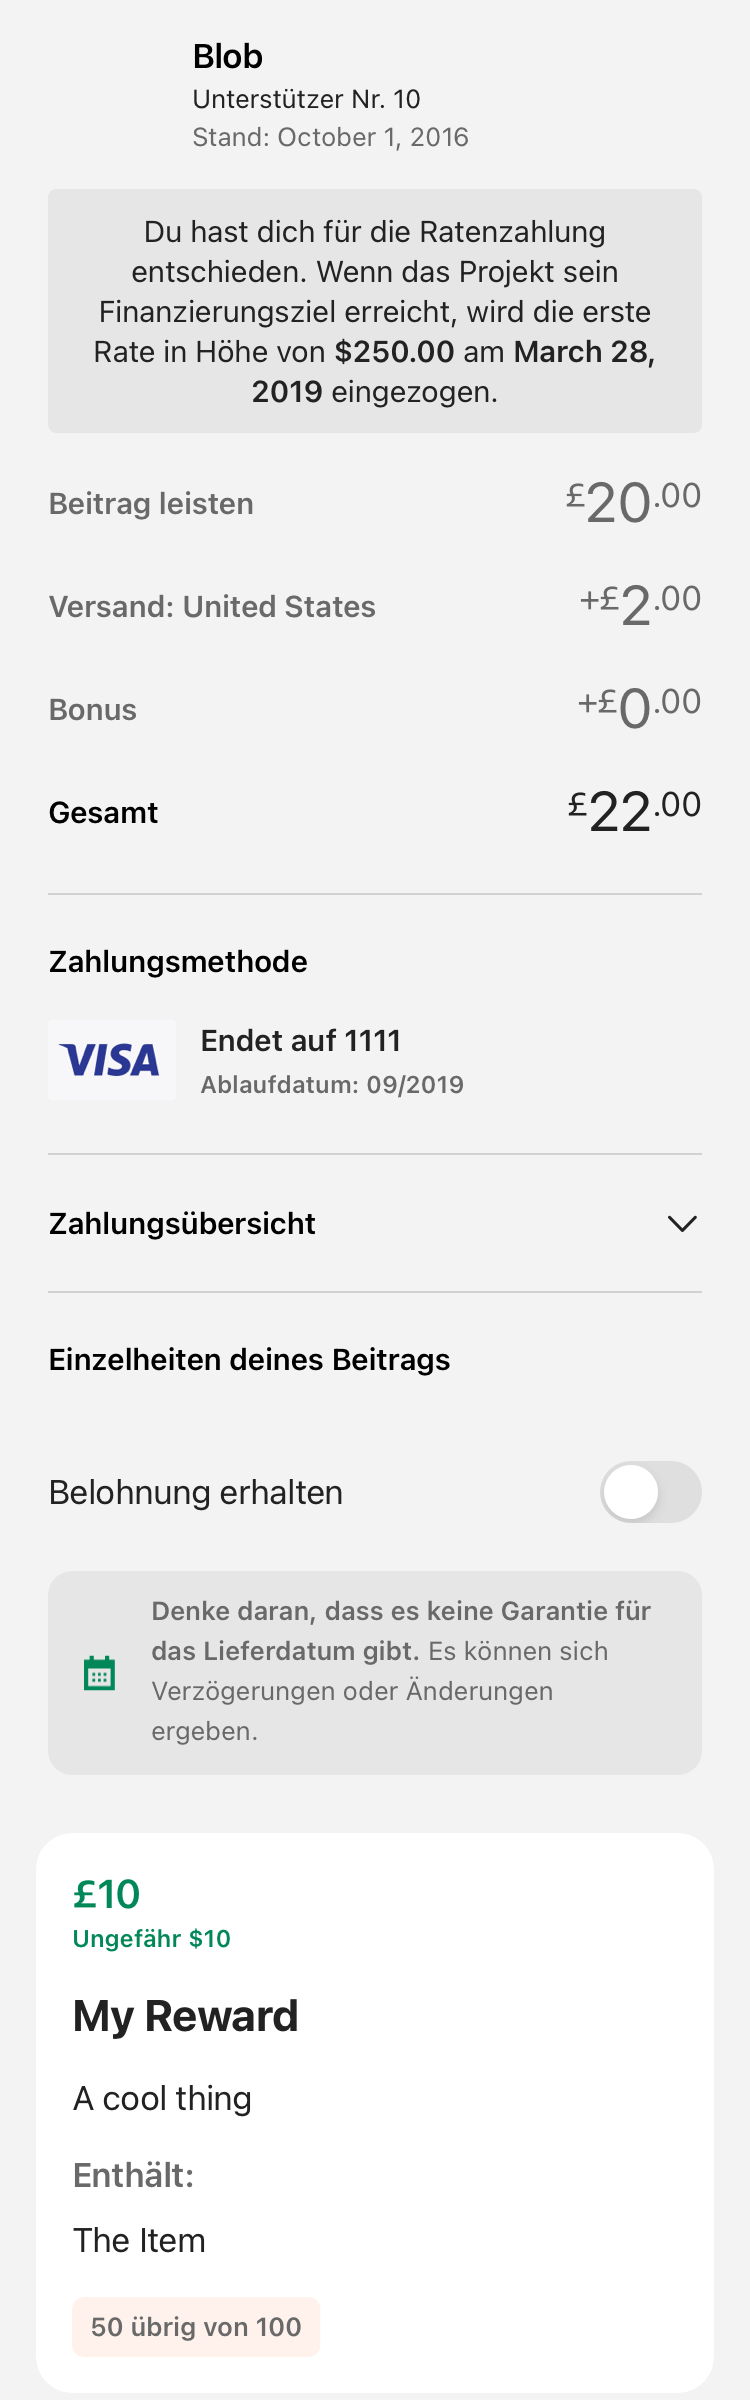 Blob
Unterstützer Nr. 10
Stand: October 1, 2016
Du hast dich für die Ratenzahlung
entschieden. Wenn das Projekt sein
Finanzierungsziel erreicht, wird die erste
Rate in Höhe von $250.00 am March 28,
2019 eingezogen.
Beitrag leisten £20.00
Versand: United States +£2.00
Bonus +£0.00
Gesamt £22.00
Zahlungsmethode
VISA
Endet auf 1111
Ablaufdatum: 09/2019
Zahlungsübersicht
Einzelheiten deines Beitrags
Belohnung erhalten
Denke daran, dass es keine Garantie für
das Lieferdatum gibt. Es können sich
Verzögerungen oder Änderungen
ergeben.
£10
Ungefähr $10
My Reward
A cool thing
Enthält:
The Item
50 übrig von 100